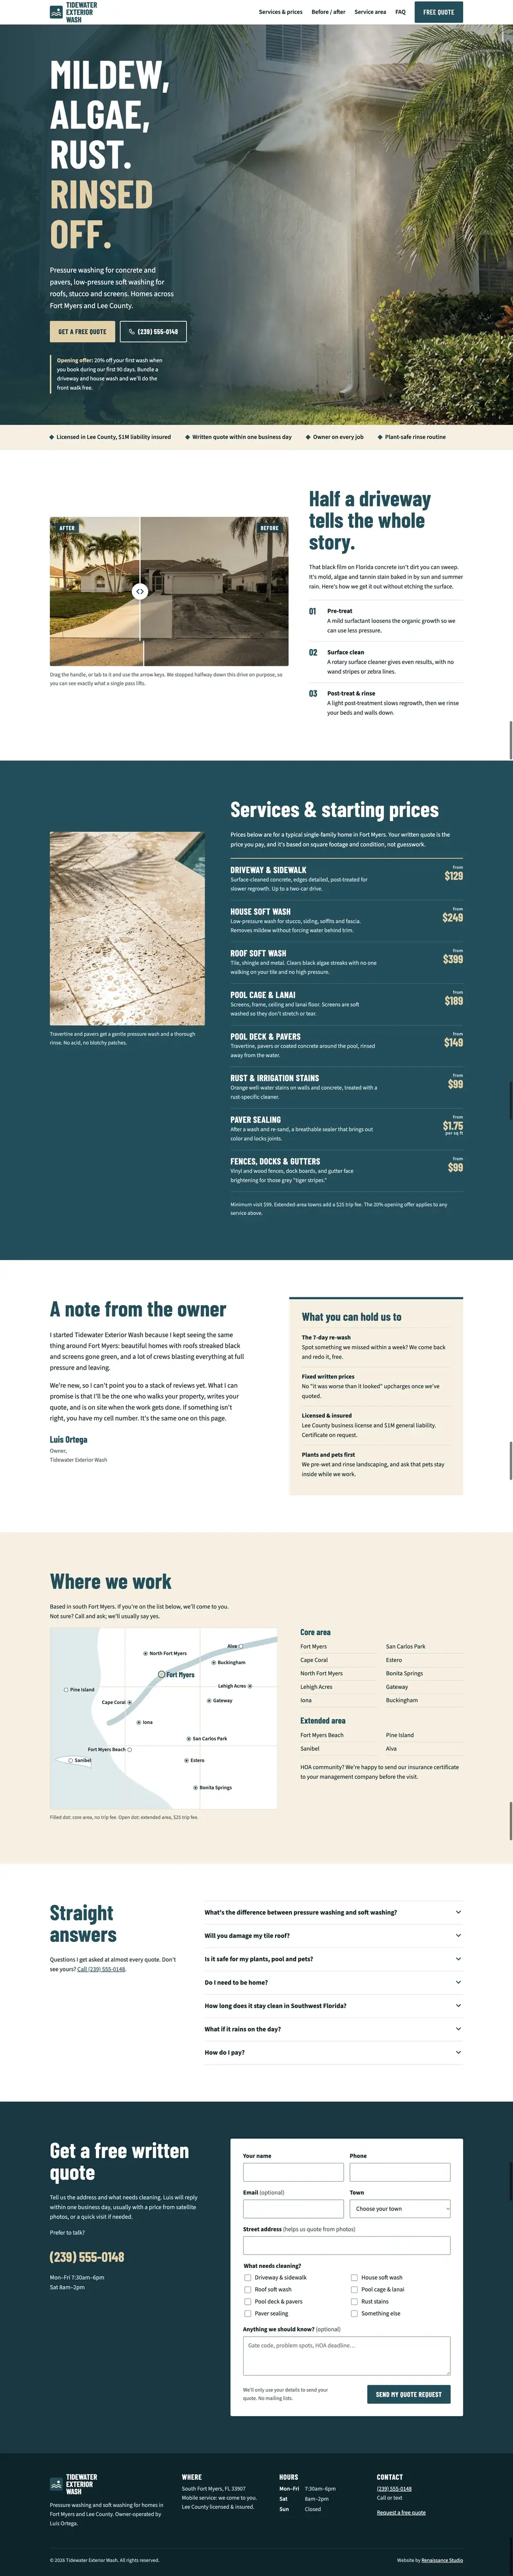 TIDEWATER
EXTERIOR
WASH
Services & prices
Before / after
Service area
FAQ
FREE QUOTE
MILDEW,
ALGAE,
RUST.
RINSED
OFF.
Pressure washing for concrete and
pavers, low-pressure soft washing for
roofs, stucco and screens. Homes across
Fort Myers and Lee County.
GET A FREE QUOTE
(239) 555-0148
Opening offer: 20% off your first wash when
you book during our first 90 days. Bundle a
driveway and house wash and we'll do the
front walk free.
Licensed in Lee County, $1M liability insured
Written quote within one business day
Owner on every job
Plant-safe rinse routine
AFTER
BEFORE
Drag the handle, or tab to it and use the arrow keys. We stopped halfway down this drive on purpose, so
you can see exactly what a single pass lifts.
Half a driveway
tells the whole
story.
That black film on Florida concrete isn't dirt you can sweep.
It's mold, algae and tannin stain baked in by sun and summer
rain. Here's how we get it out without etching the surface.
01
Pre-treat
A mild surfactant loosens the organic growth so we
can use less pressure.
02
Surface clean
A rotary surface cleaner gives even results, with no
wand stripes or zebra lines.
03
Post-treat & rinse
A light post-treatment slows regrowth, then we rinse
your beds and walls down.
Travertine and pavers get a gentle pressure wash and a thorough
rinse. No acid, no blotchy patches.
Services & starting prices
Prices below are for a typical single-family home in Fort Myers. Your written quote is the
price you pay, and it's based on square footage and condition, not guesswork.
DRIVEWAY & SIDEWALK
Surface-cleaned concrete, edges detailed, post-treated for
slower regrowth. Up to a two-car drive.
from
$129
HOUSE SOFT WASH
Low-pressure wash for stucco, siding, soffits and fascia.
Removes mildew without forcing water behind trim.
from
$249
ROOF SOFT WASH
Tile, shingle and metal. Clears black algae streaks with no one
walking on your tile and no high pressure.
from
$399
POOL CAGE & LANAI
Screens, frame, ceiling and lanai floor. Screens are soft
washed so they don't stretch or tear.
from
$189
POOL DECK & PAVERS
Travertine, pavers or coated concrete around the pool, rinsed
away from the water.
from
$149
RUST & IRRIGATION STAINS
Orange well-water stains on walls and concrete, treated with a
rust-specific cleaner.
from
$99
PAVER SEALING
After a wash and re-sand, a breathable sealer that brings out
color and locks joints.
from
$1.75
per sq ft
FENCES, DOCKS & GUTTERS
Vinyl and wood fences, dock boards, and gutter face
brightening for those grey "tiger stripes."
from
$99
Minimum visit $99. Extended-area towns add a $25 trip fee. The 20% opening offer applies to any
service above.
A note from the owner
I started Tidewater Exterior Wash because I kept seeing the same
thing around Fort Myers: beautiful homes with roofs streaked black
and screens gone green, and a lot of crews blasting everything at full
pressure and leaving.
We're new, so I can't point you to a stack of reviews yet. What I can
promise is that I'll be the one who walks your property, writes your
quote, and is on site when the work gets done. If something isn't
right, you have my cell number. It's the same one on this page.
Luis Ortega
Owner,
Tidewater Exterior Wash
What you can hold us to
The 7-day re-wash
Spot something we missed within a week? We come back
and redo it, free.
Fixed written prices
No "it was worse than it looked" upcharges once we've
quoted.
Licensed & insured
Lee County business license and $1M general liability.
Certificate on request.
Plants and pets first
We pre-wet and rinse landscaping, and ask that pets stay
inside while we work.
Where we work
Based in south Fort Myers. If you're on the list below, we'll come to you.
Not sure? Call and ask; we'll usually say yes.
Alva
North Fort Myers
Buckingham
Fort Myers
Lehigh Acres
Pine Island
Cape Coral
Gateway
Iona
San Carlos Park
Fort Myers Beach
Sanibel
Estero
Bonita Springs
Filled dot: core area, no trip fee. Open dot: extended area, $25 trip fee.
Core area
Fort Myers
San Carlos Park
Cape Coral
Estero
North Fort Myers
Bonita Springs
Lehigh Acres
Gateway
Iona
Buckingham
Extended area
Fort Myers Beach
Pine Island
Sanibel
Alva
HOA community? We're happy to send our insurance certificate
to your management company before the visit.
Straight
answers
Questions I get asked at almost every quote. Don't
see yours? Call (239) 555-0148.
What's the difference between pressure washing and soft washing?
Will you damage my tile roof?
Is it safe for my plants, pool and pets?
Do I need to be home?
How long does it stay clean in Southwest Florida?
What if it rains on the day?
How do I pay?
Get a free written
quote
Tell us the address and what needs cleaning. Luis will reply
within one business day, usually with a price from satellite
photos, or a quick visit if needed.
Prefer to talk?
(239) 555-0148
Mon–Fri 7:30am–6pm
Sat 8am–2pm
Your name
Phone
Email (optional)
Town
Choose your town
Street address (helps us quote from photos)
What needs cleaning?
Driveway & sidewalk
House soft wash
Roof soft wash
Pool cage & lanai
Pool deck & pavers
Rust stains
Paver sealing
Something else
Anything we should know? (optional)
Gate code, problem spots, HOA deadline…
We'll only use your details to send your
quote. No mailing lists.
SEND MY QUOTE REQUEST
TIDEWATER
EXTERIOR
WASH
Pressure washing and soft washing for homes in
Fort Myers and Lee County. Owner-operated by
Luis Ortega.
WHERE
South Fort Myers, FL 33907
Mobile service: we come to you.
Lee County licensed & insured.
HOURS
Mon–Fri 7:30am–6pm
Sat 8am–2pm
Sun Closed
CONTACT
(239) 555-0148
Call or text
Request a free quote
© 2026 Tidewater Exterior Wash. All rights reserved.
Website by Renaissance Studio